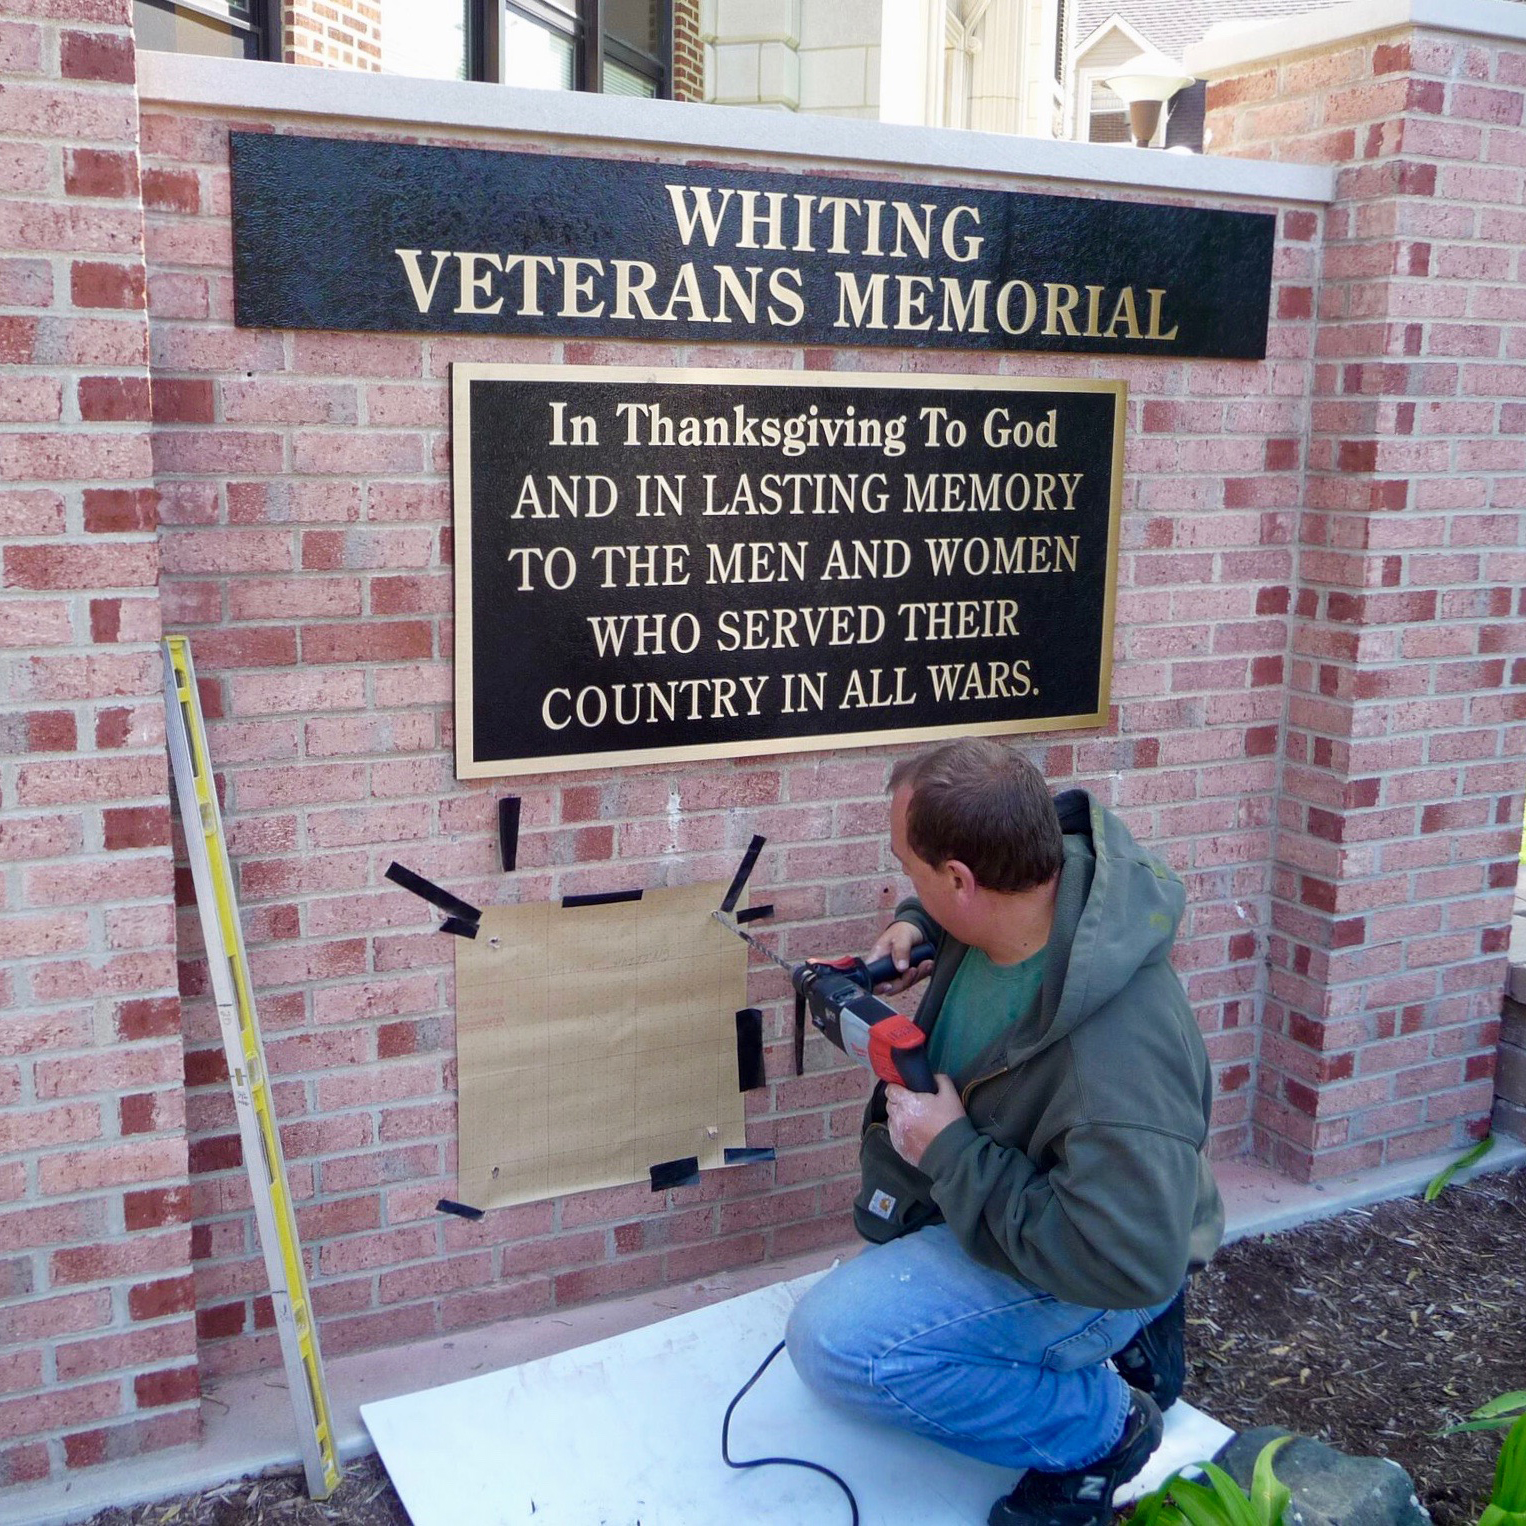 WHITING
VETERANS MEMORIAL
In Thanksgiving To God
AND IN LASTING MEMORY
TO THE MEN AND WOMEN
WHO SERVED THEIR
COUNTRY IN ALL WARS.